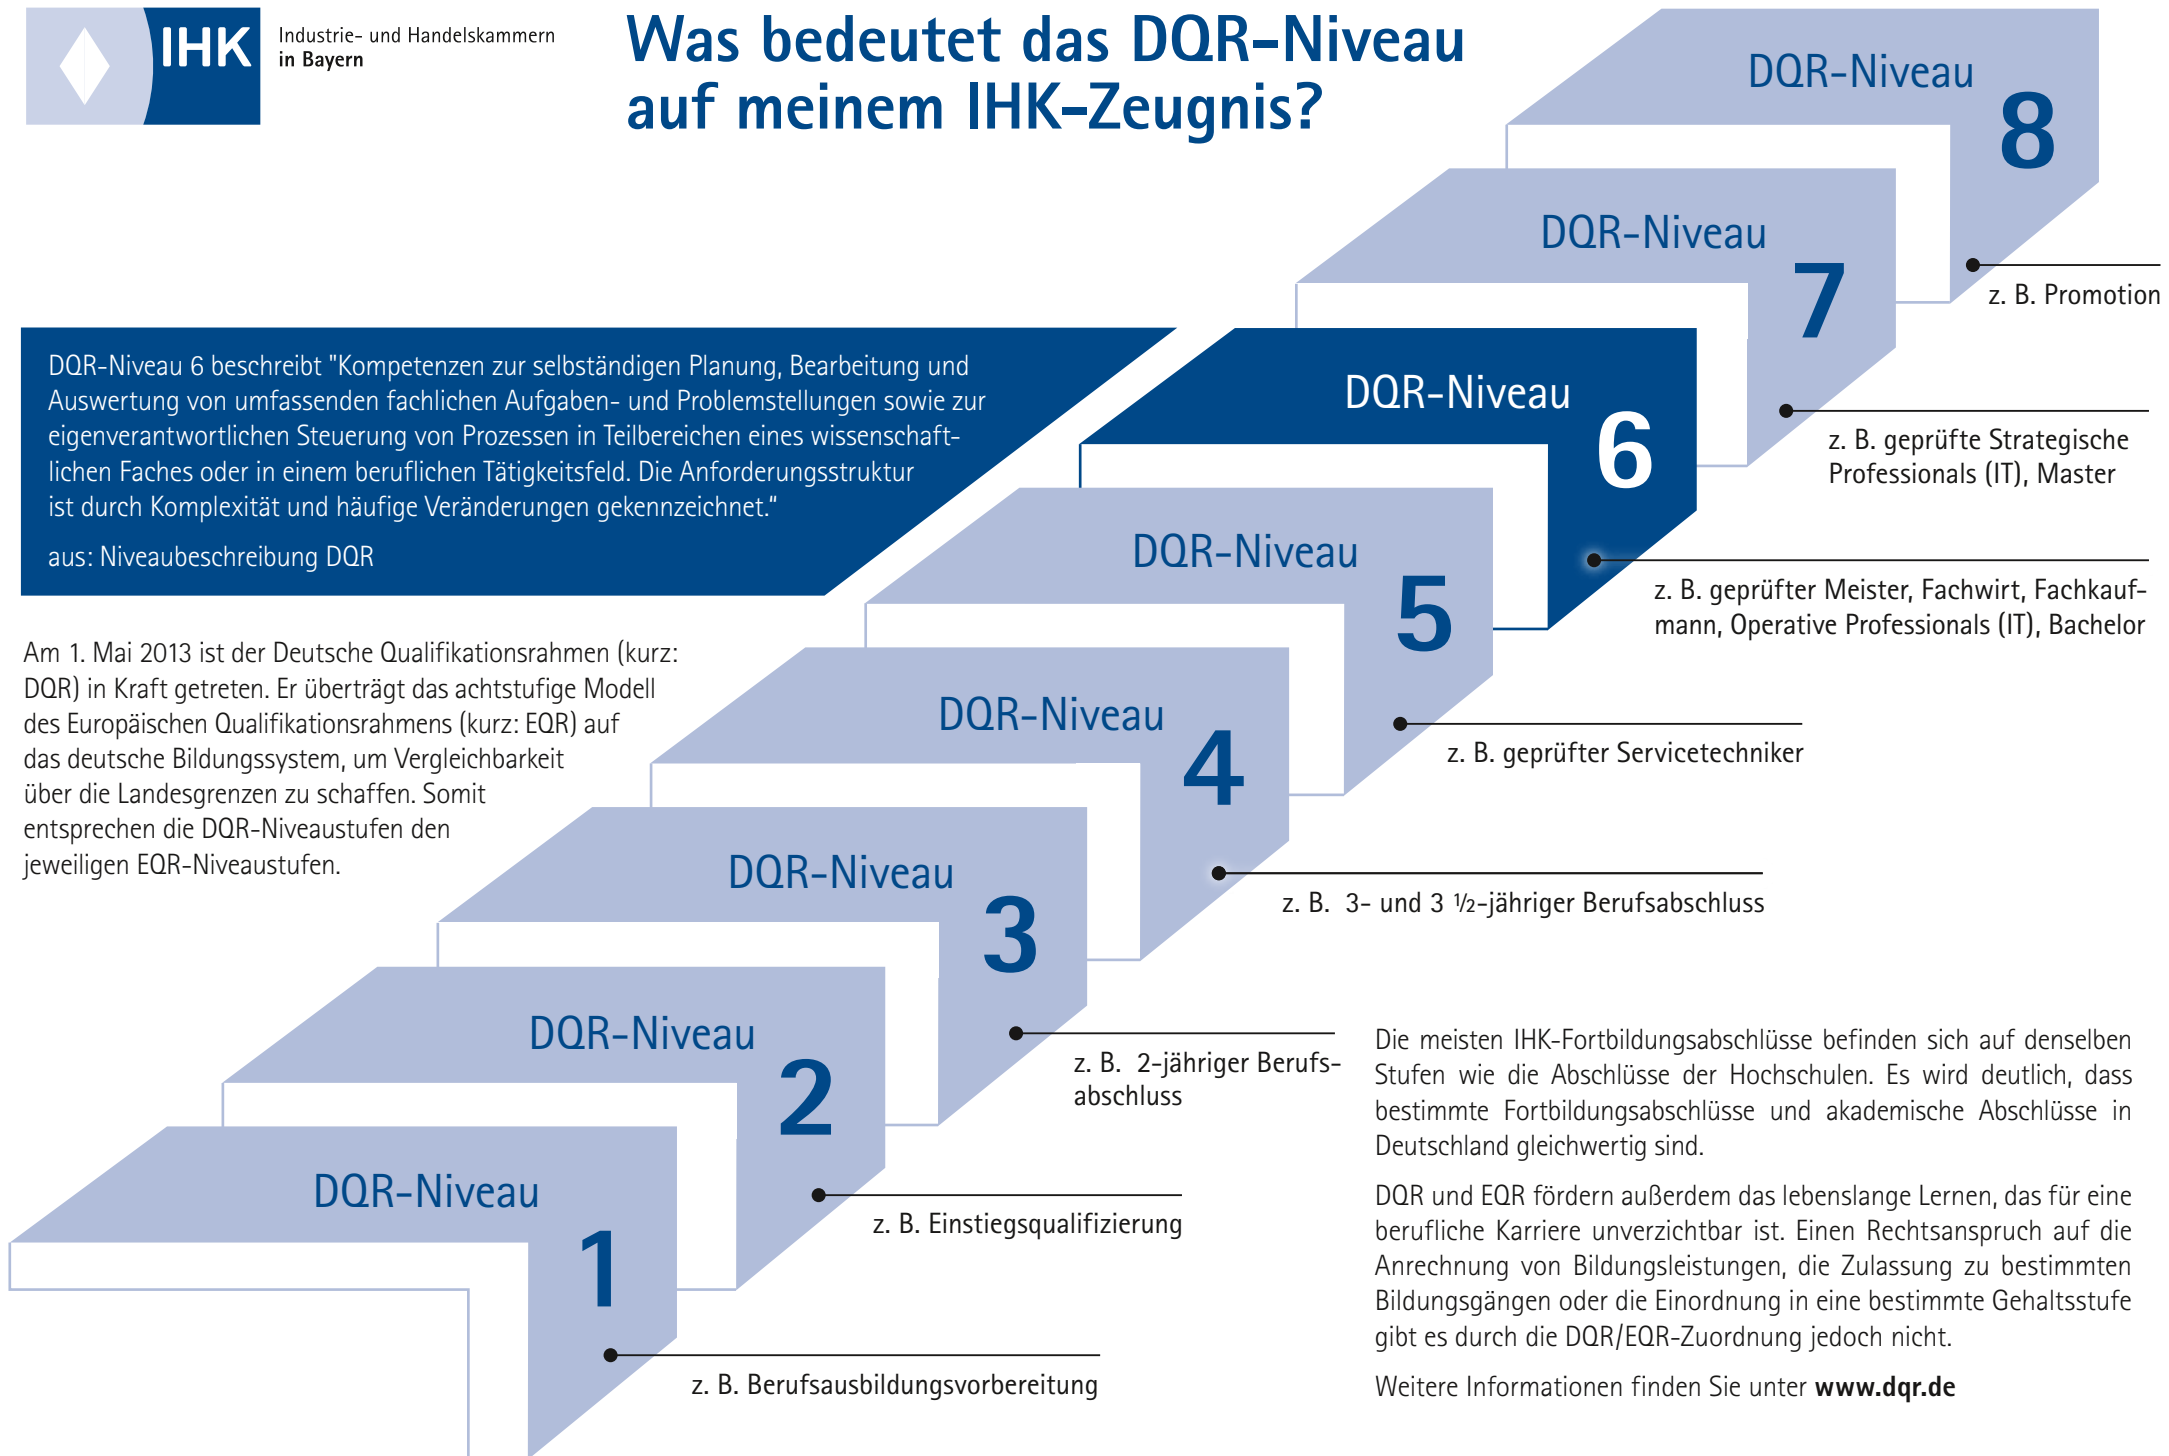 IHK
Industrie- und Handelskammern
in Bayern
Was bedeutet das DQR-Niveau
auf meinem IHK-Zeugnis?
DQR-Niveau
8
z. B. Promotion
DQR-Niveau
7
z. B. geprüfte Strategische
Professionals (IT), Master
DQR-Niveau 6 beschreibt "Kompetenzen zur selbständigen Planung, Bearbeitung und
Auswertung von umfassenden fachlichen Aufgaben- und Problemstellungen sowie zur
eigenverantwortlichen Steuerung von Prozessen in Teilbereichen eines wissenschaft-
lichen Faches oder in einem beruflichen Tätigkeitsfeld. Die Anforderungsstruktur
ist durch Komplexität und häufige Veränderungen gekennzeichnet."
aus: Niveaubeschreibung DQR
DQR-Niveau
6
z. B. geprüfter Meister, Fachwirt, Fachkauf-
mann, Operative Professionals (IT), Bachelor
DQR-Niveau
5
z. B. geprüfter Servicetechniker
Am 1. Mai 2013 ist der Deutsche Qualifikationsrahmen (kurz:
DQR) in Kraft getreten. Er überträgt das achtstufige Modell
des Europäischen Qualifikationsrahmens (kurz: EQR) auf
das deutsche Bildungssystem, um Vergleichbarkeit
über die Landesgrenzen zu schaffen. Somit
entsprechen die DQR-Niveaustufen den
jeweiligen EQR-Niveaustufen.
DQR-Niveau
4
z. B. 3- und 3 ½-jähriger Berufsabschluss
DQR-Niveau
3
z. B. 2-jähriger Berufs-
abschluss
DQR-Niveau
2
z. B. Einstiegsqualifizierung
DQR-Niveau
1
z. B. Berufsausbildungsvorbereitung
Die meisten IHK-Fortbildungsabschlüsse befinden sich auf denselben
Stufen wie die Abschlüsse der Hochschulen. Es wird deutlich, dass
bestimmte Fortbildungsabschlüsse und akademische Abschlüsse in
Deutschland gleichwertig sind.
DQR und EQR fördern außerdem das lebenslange Lernen, das für eine
berufliche Karriere unverzichtbar ist. Einen Rechtsanspruch auf die
Anrechnung von Bildungsleistungen, die Zulassung zu bestimmten
Bildungsgängen oder die Einordnung in eine bestimmte Gehaltsstufe
gibt es durch die DQR/EQR-Zuordnung jedoch nicht.
Weitere Informationen finden Sie unter www.dqr.de